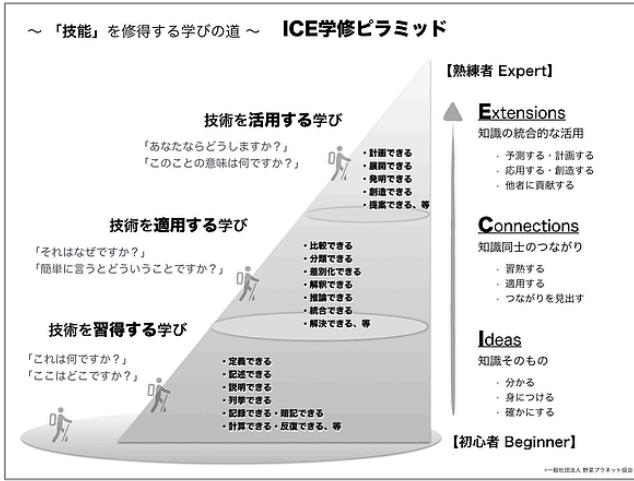 ～ 「技能」を修得する学びの道 ～ ICE学修ピラミッド
【熟練者 Expert】
技術を活用する学び
「あなたならどうしますか？」
「このことの意味は何ですか？」
・計画できる
・展開できる
・発明できる
・創造できる
・提案できる、等
Extensions
知識の統合的な活用
・ 予測する・計画する
・ 応用する・創造する
・ 他者に貢献する
技術を適用する学び
「それはなぜですか？」
「簡単に言うとどういうことですか？」
・比較できる
・分類できる
・差別化できる
・解釈できる
・推論できる
・統合できる
・解決できる、等
Connections
知識同士のつながり
・ 習熟する
・ 適用する
・ つながりを見出す
技術を習得する学び
「これは何ですか？」
「ここはどこですか？」
・定義できる
・記述できる
・説明できる
・列挙できる
・記録できる・暗記できる
・計算できる・反復できる、等
Ideas
知識そのもの
・ 分かる
・ 身につける
・ 確かにする
【初心者 Beginner】
一般社団法人 野菜プラネット協会